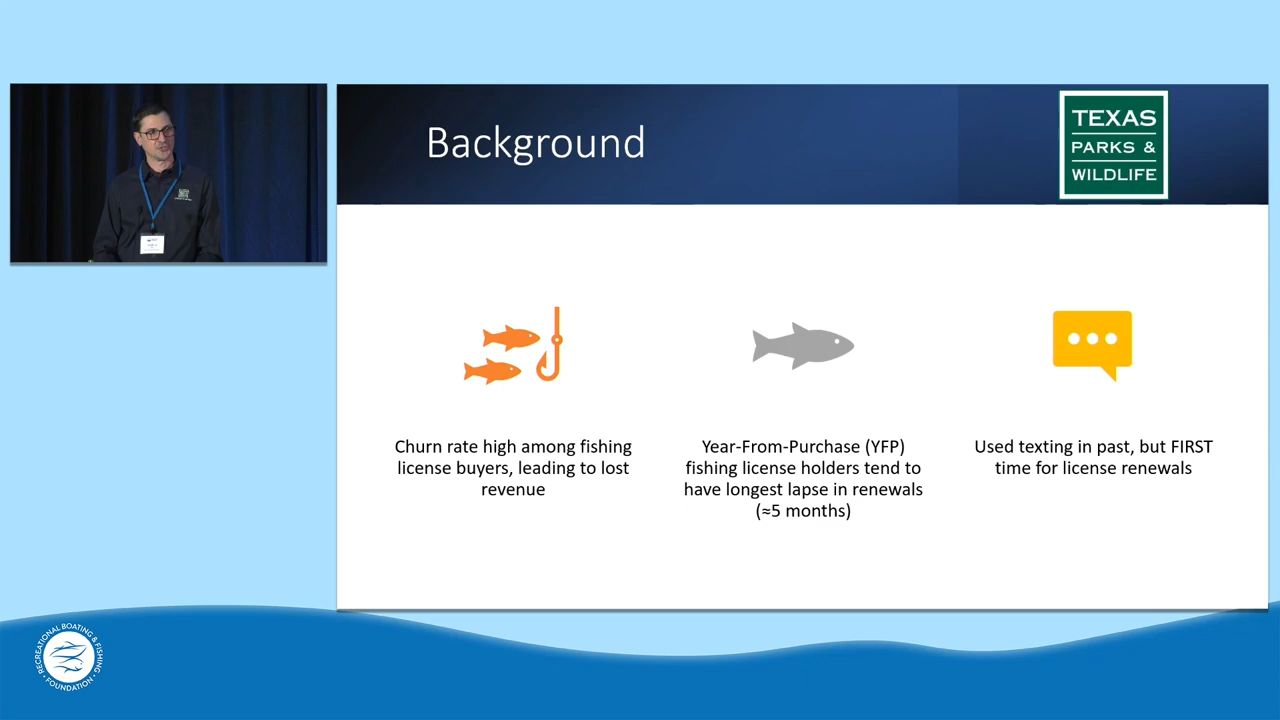 Background
TEXAS
PARKS &
WILDLIFE
Churn rate high among fishing
license buyers, leading to lost
revenue
Year-From-Purchase (YFP)
fishing license holders tend to
have longest lapse in renewals
(≈5 months)
Used texting in past, but FIRST
time for license renewals
RECREATIONAL BOATING & FISHING
FOUNDATION